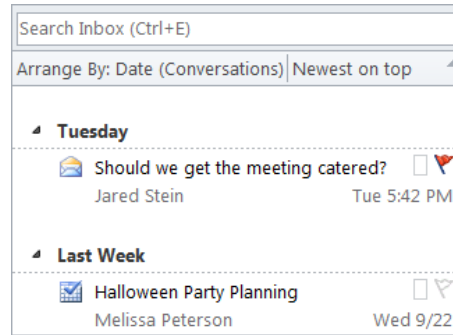 Search Inbox (Ctrl+E)
Arrange By: Date (Conversations) Newest on top
Tuesday
Should we get the meeting catered?
Jared Stein Tue 5:42 PM
Last Week
Halloween Party Planning
Melissa Peterson Wed 9/22